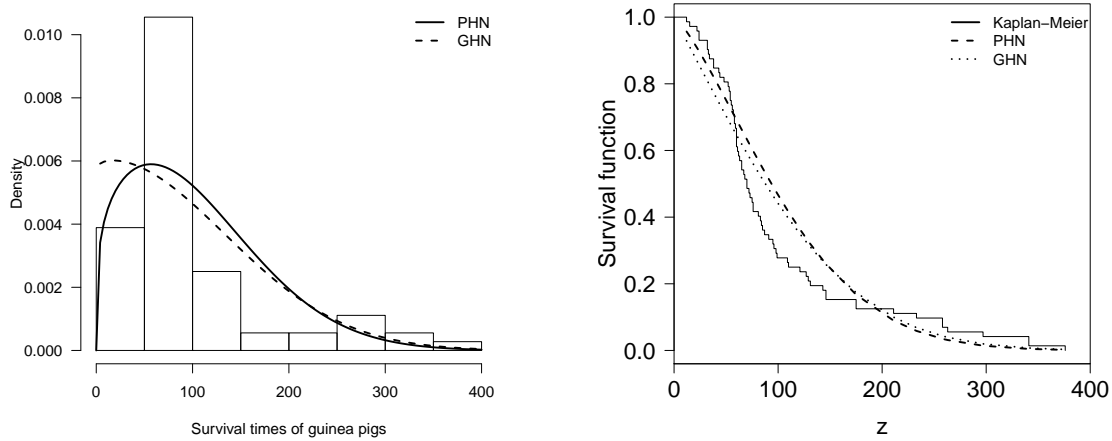 PHN
GHN
Density
0.010
0.008
0.006
0.004
0.002
0.000
0 100 200 300 400
Survival times of guinea pigs
Kaplan−Meier
PHN
GHN
Survival function
1.0
0.8
0.6
0.4
0.2
0.0
0 100 200 300 400
z